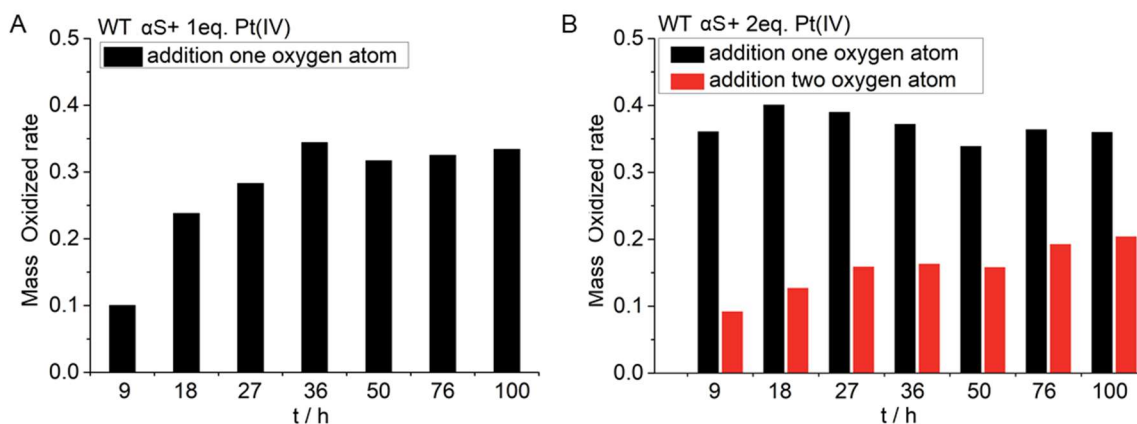 A
WT αS+ 1eq. Pt(IV)
addition one oxygen atom
Mass Oxidized rate
0.5
0.4
0.3
0.2
0.1
0.0
9 18 27 36 50 76 100
t / h
B
WT αS+ 2eq. Pt(IV)
addition one oxygen atom
addition two oxygen atom
Mass Oxidized rate
0.5
0.4
0.3
0.2
0.1
0.0
9 18 27 36 50 76 100
t / h